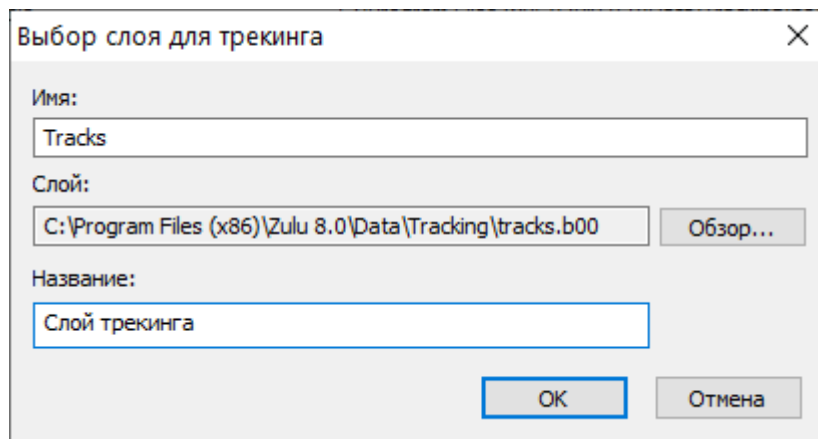 Выбор слоя для трекинга
Имя:
Tracks
Слой:
C:\Program Files (x86)\Zulu 8.0\Data\Tracking\tracks.b00 Обзор...
Название:
Слой трекинга
OK Отмена